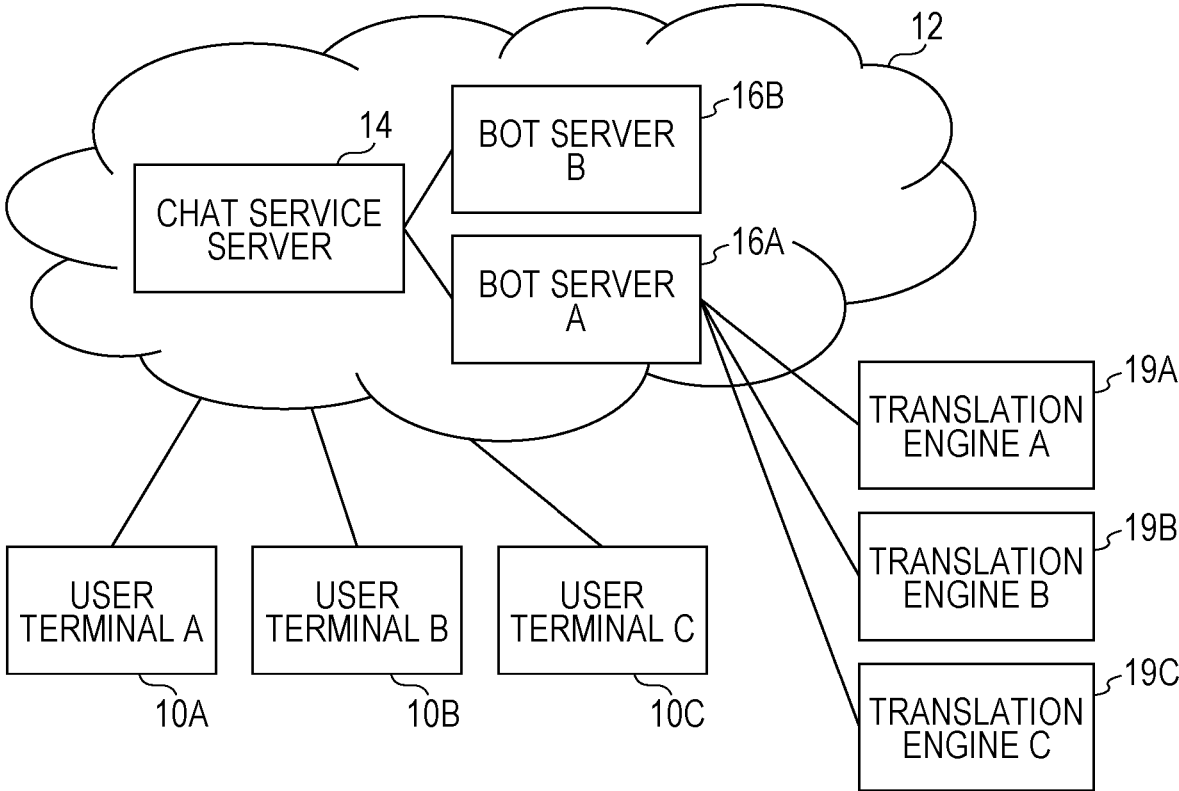 12
14
16B
BOT SERVER
B
CHAT SERVICE
SERVER
16A
BOT SERVER
A
19A
TRANSLATION
ENGINE A
19B
TRANSLATION
ENGINE B
19C
TRANSLATION
ENGINE C
USER
TERMINAL A
10A
USER
TERMINAL B
10B
USER
TERMINAL C
10C